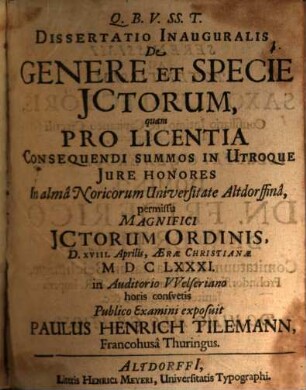 Q. B. V. SS. T.
DISSERTATIO INAUGURALIS
De
GENERE ET SPECIE
JCTORUM,
quam
PRO LICENTIA
CONSEQUENDI SUMMOS IN UTROQUE
JURE HONORES
In almâ Noricorum Universitate Altdorffinâ,
permissu
MAGNIFICI
JCTORUM ORDINIS,
D. XVIII. Aprilis, ÆRÆ CHRISTIANÆ
M D C LXXXI.
in Auditorio VVelseriano
horis consvetis
Publico Examini exposuit
PAULUS HENRICH TILEMANN,
Francohusâ Thuringus.
ALTDORFFI,
Literis HENRICI MEYERI, Universitatis Typographi.